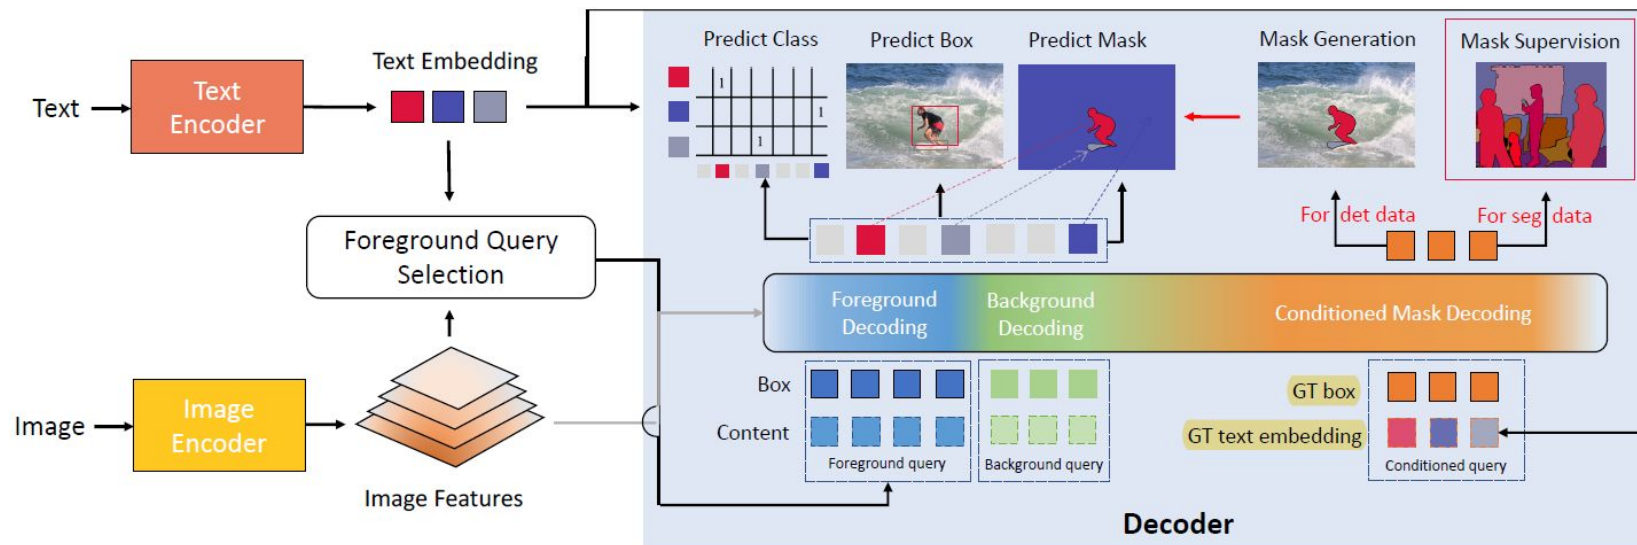 Text
Text
Encoder
Text Embedding
Foreground Query
Selection
Image
Image
Encoder
Image Features
Predict Class
1
1
1
Predict Box
Predict Mask
Mask Generation
Mask Supervision
For det data
For seg data
Foreground
Decoding
Background
Decoding
Conditioned Mask Decoding
Box
Content
Foreground query
Background query
GT box
GT text embedding
Conditioned query
Decoder